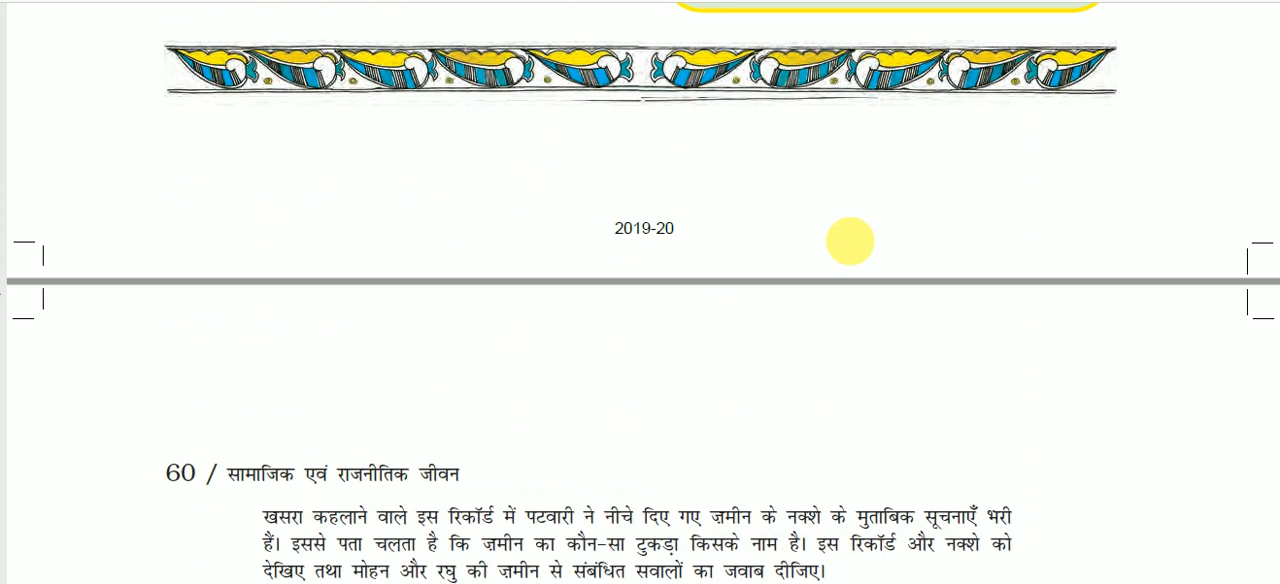 2019-20
60 / सामाजिक एवं राजनीतिक जीवन
खसरा कहलाने वाले इस रिकॉर्ड में पटवारी ने नीचे दिए गए ज़मीन के नक्शे के मुताबिक सूचनाएँ भरी
हैं। इससे पता चलता है कि ज़मीन का कौन-सा टुकड़ा किसके नाम है। इस रिकॉर्ड और नक्शे को
देखिए तथा मोहन और रघु की ज़मीन से संबंधित सवालों का जवाब दीजिए।